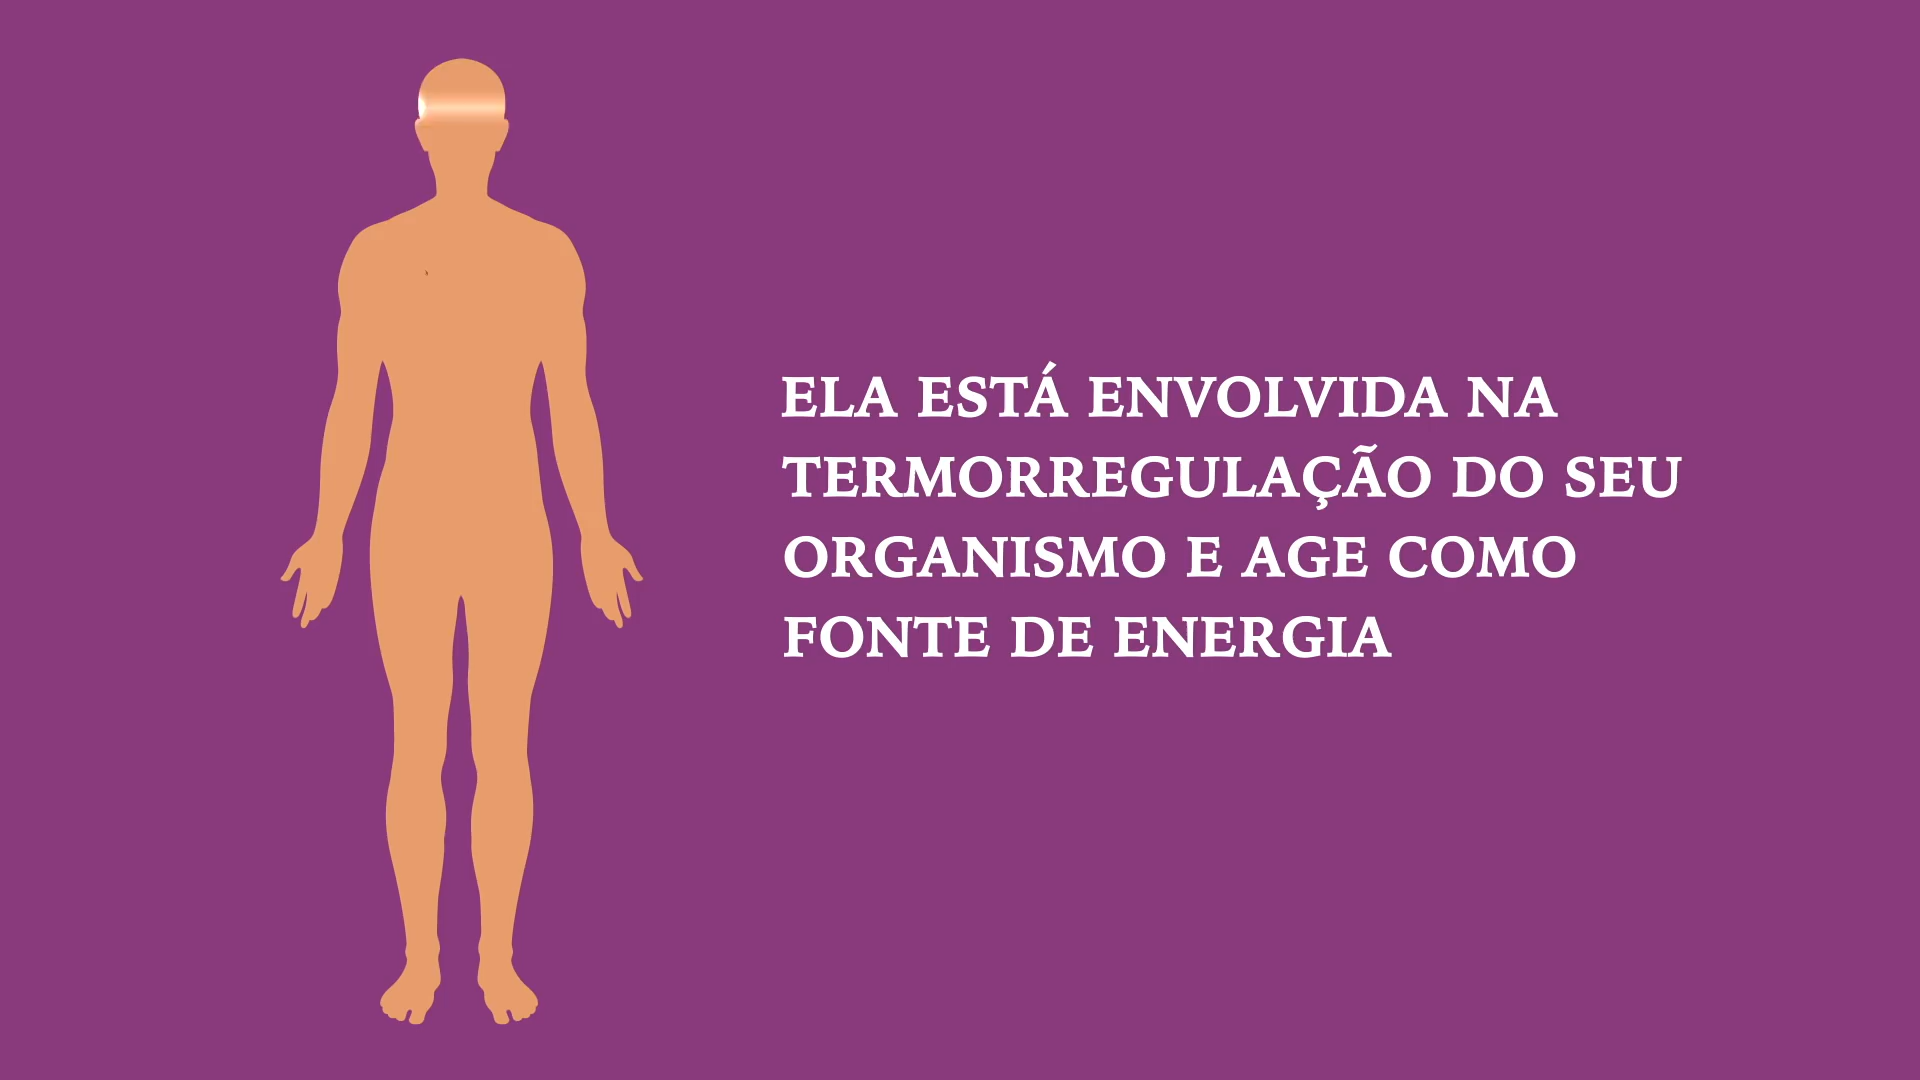 ELA ESTÁ ENVOLVIDA NA
TERMORREGULAÇÃO DO SEU
ORGANISMO E AGE COMO
FONTE DE ENERGIA